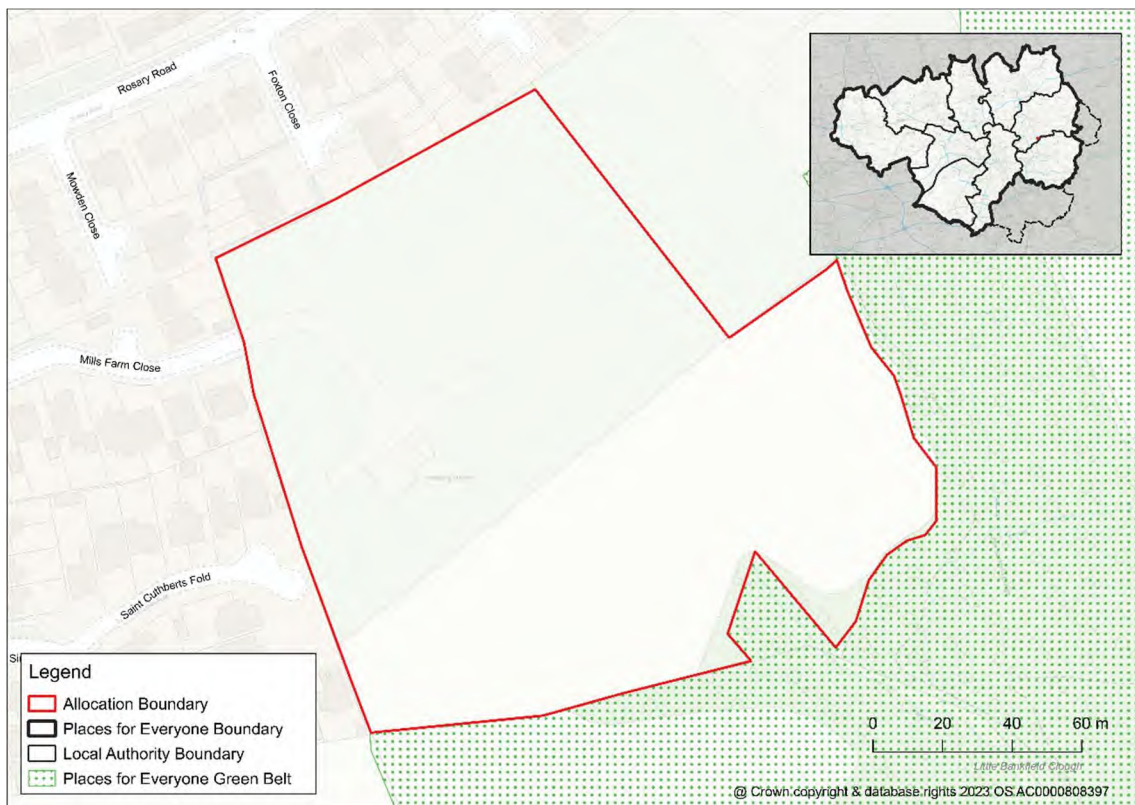 Rosary Road
Foxton Close
Mowden Close
Mills Farm Close
Saint Cuthberts Fold
Legend
Allocation Boundary
Places for Everyone Boundary
Local Authority Boundary
Places for Everyone Green Belt
0 20 40 60 m
Little Bankfield Clough
@ Crown copyright & database rights 2023 OS AC0000808397